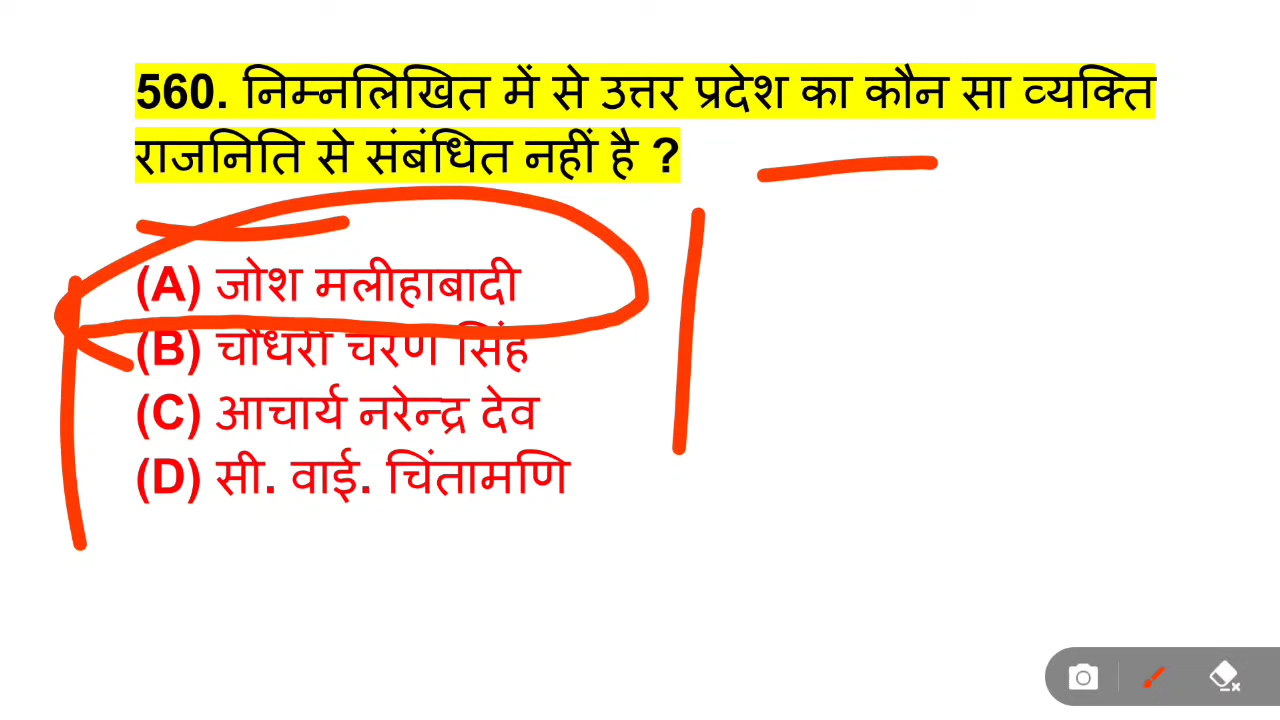 560. निम्नलिखित में से उत्तर प्रदेश का कौन सा व्यक्ति
राजनिति से संबंधित नहीं है ?
(A) जोश मलीहाबादी
(B) चौधरी चरण सिंह
(C) आचार्य नरेन्द्र देव
(D) सी. वाई. चिंतामणि